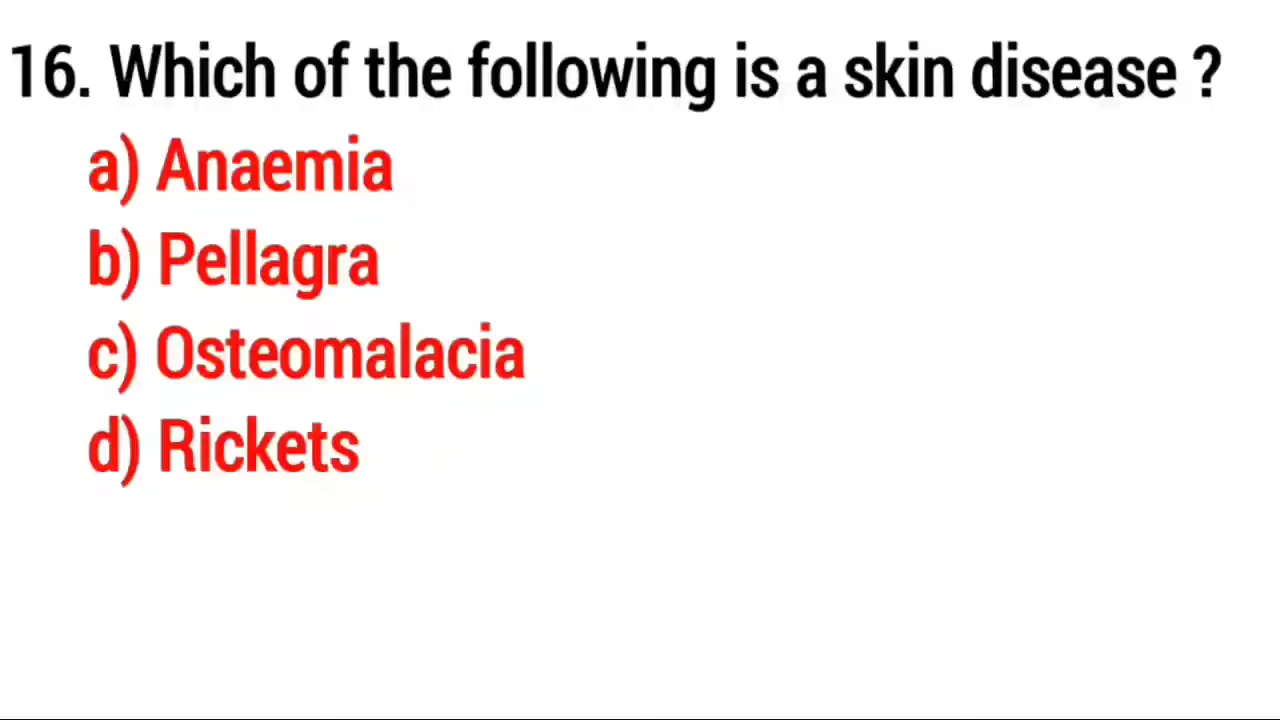 16. Which of the following is a skin disease ?
a) Anaemia
b) Pellagra
c) Osteomalacia
d) Rickets